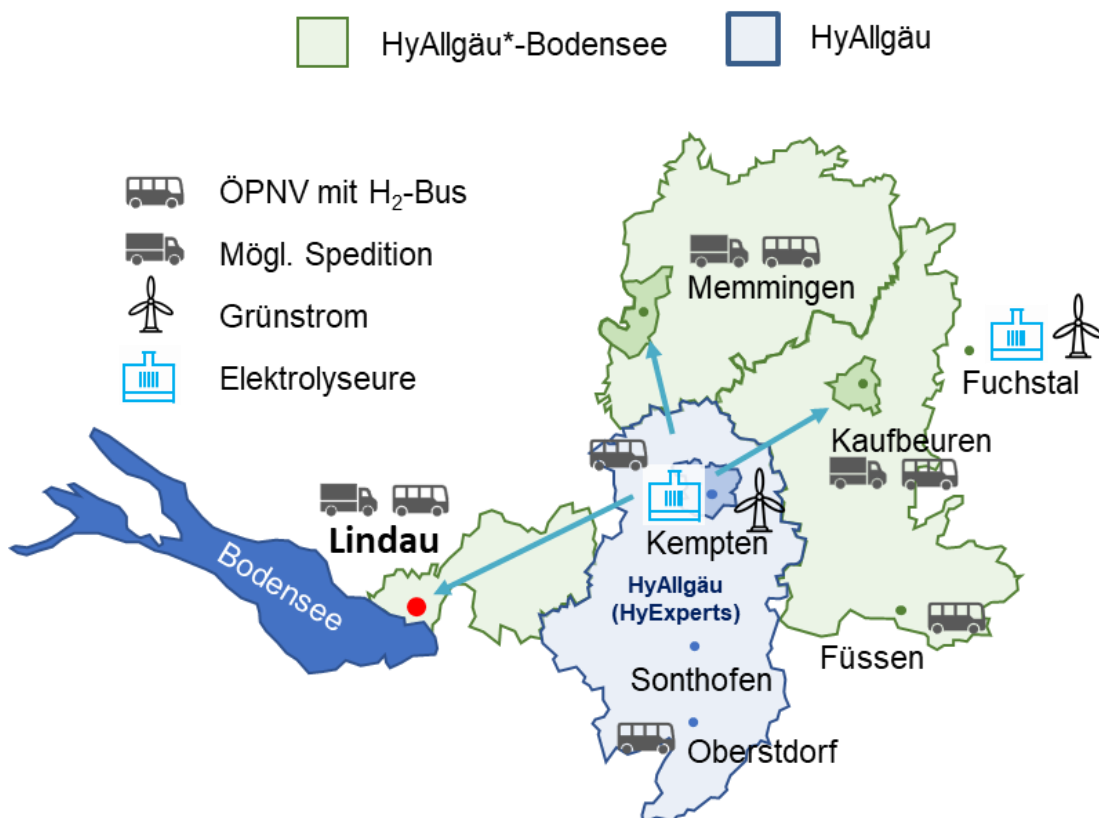 HyAllgäu*-Bodensee
HyAllgäu
ÖPNV mit H₂-Bus
Mögl. Spedition
Grünstrom
Elektrolyseure
Memmingen
Fuchstal
Kaufbeuren
Lindau
Kempten
Bodensee
HyAllgäu
(HyExperts)
Füssen
Sonthofen
Oberstdorf